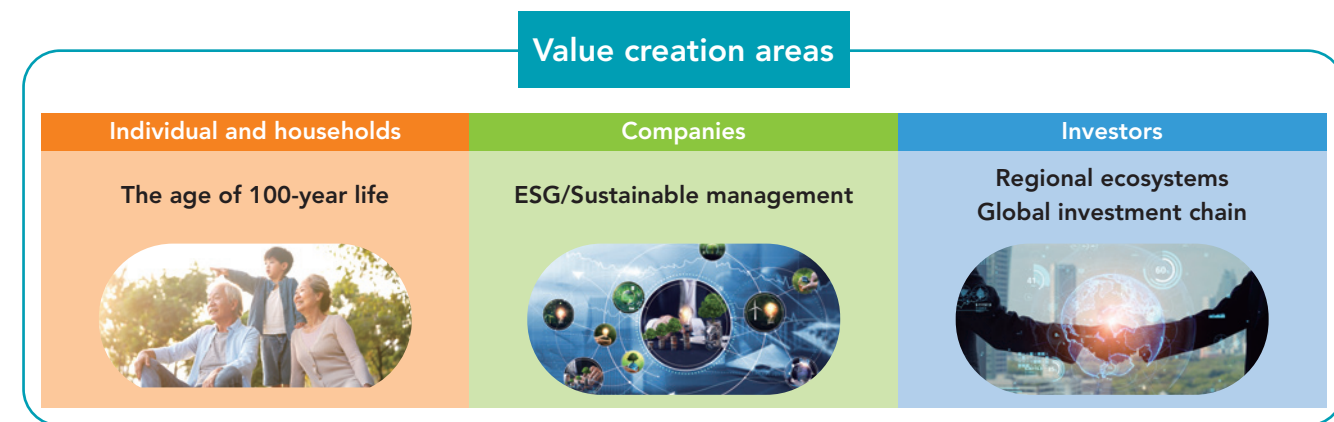 Value creation areas
Individual and households
Companies
Investors
The age of 100-year life
ESG/Sustainable management
Regional ecosystems
Global investment chain